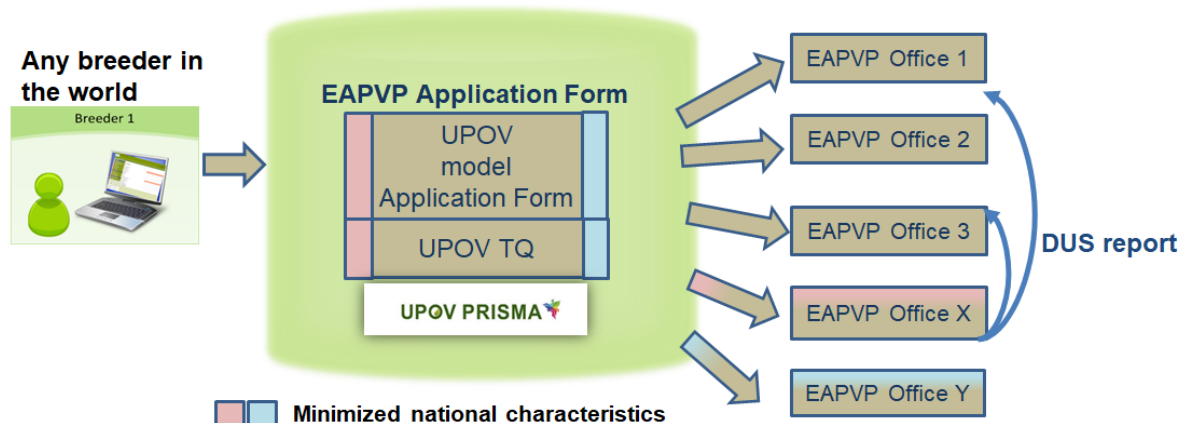 Any breeder in
the world
Breeder 1
EAPVP Application Form
UPOV
model
Application Form
UPOV TQ
UPOV PRISMA
EAPVP Office 1
EAPVP Office 2
EAPVP Office 3
EAPVP Office X
EAPVP Office Y
DUS report
Minimized national characteristics